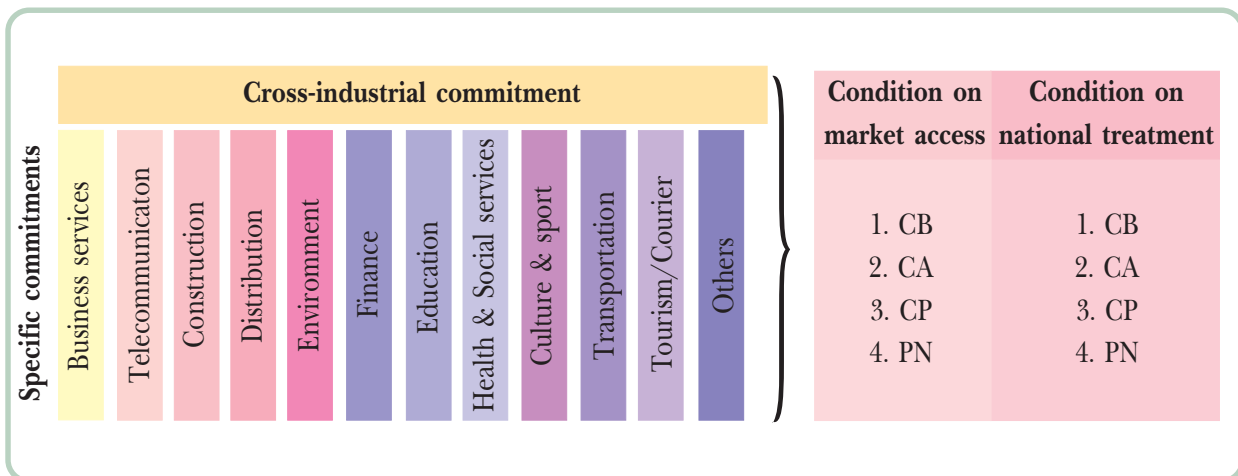 Cross-industrial commitment
Specific commitments
Business services
Telecommunicaton
Construction
Distribution
Enviromment
Finance
Education
Health & Social services
Culture & sport
Transportation
Tourism/Courier
Others
Condition on
market access
1. CB
2. CA
3. CP
4. PN
Condition on
national treatment
1. CB
2. CA
3. CP
4. PN